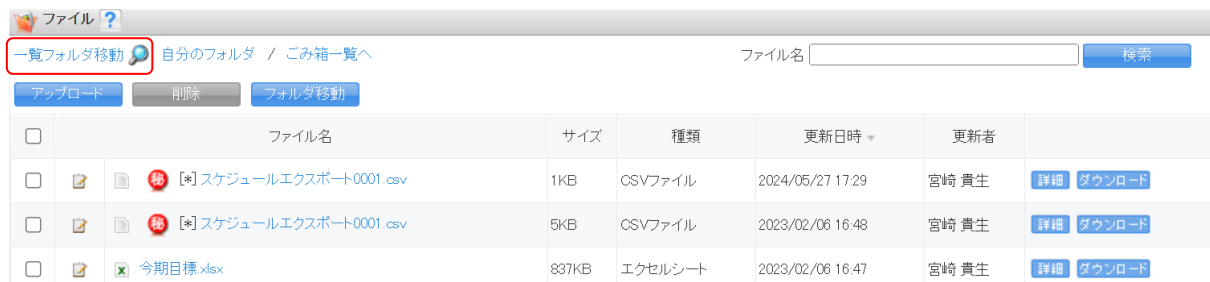 ファイル ?
一覧フォルダ移動 自分のフォルダ / ごみ箱一覧へ ファイル名 検索
アップロード 削除 フォルダ移動
ファイル名 サイズ 種類 更新日時 更新者
秘 [*] スケジュールエクスポート0001.csv 1KB CSVファイル 2024/05/27 17:29 宮崎 貴生 詳細 ダウンロード
秘 [*] スケジュールエクスポート0001.csv 5KB CSVファイル 2023/02/06 16:48 宮崎 貴生 詳細 ダウンロード
今期目標.xlsx 837KB エクセルシート 2023/02/06 16:47 宮崎 貴生 詳細 ダウンロード